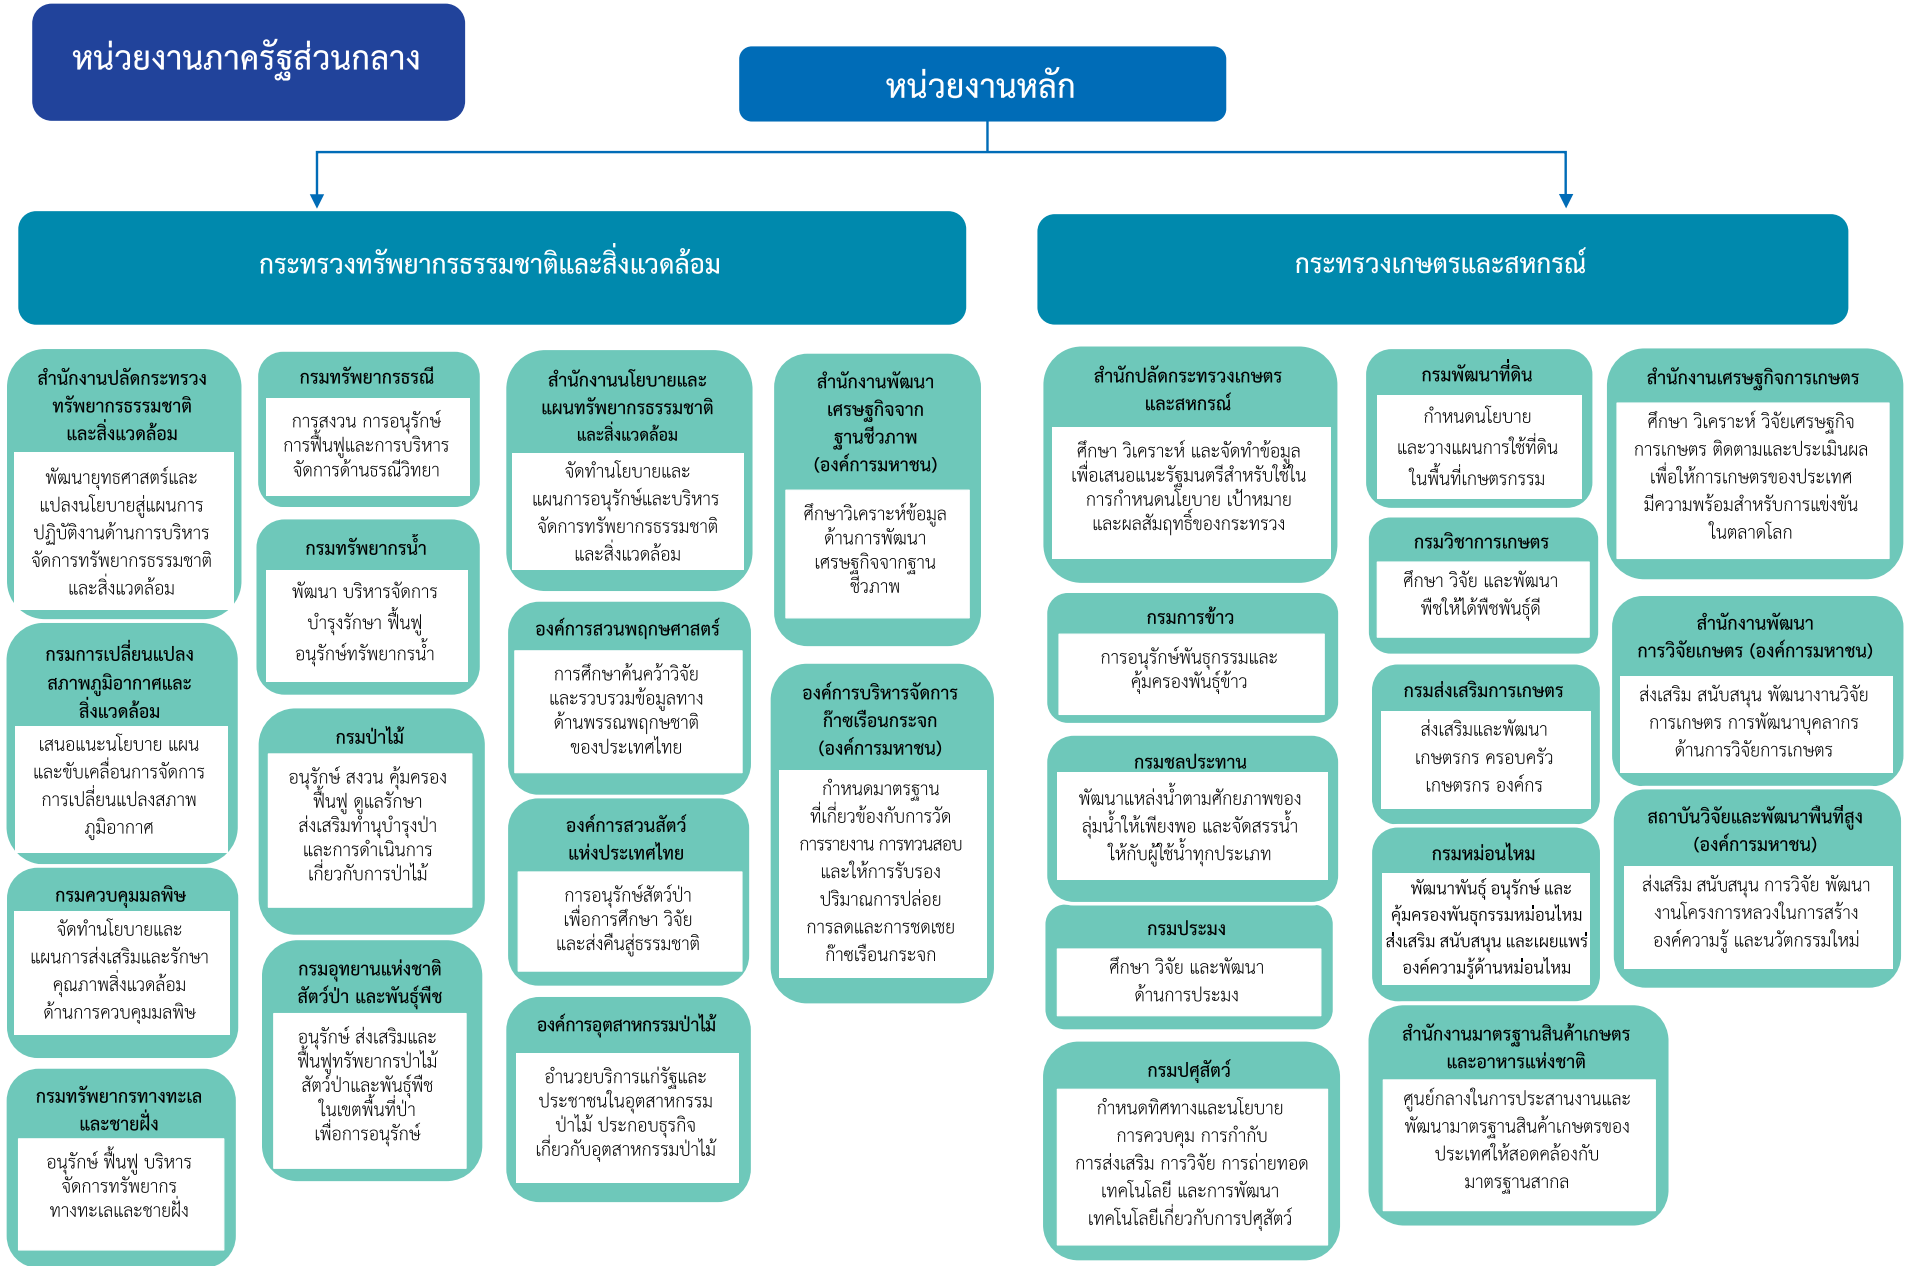 หน่วยงานภาครัฐส่วนกลาง
หน่วยงานหลัก
กระทรวงทรัพยากรธรรมชาติและสิ่งแวดล้อม
สำนักงานปลัดกระทรวง
ทรัพยากรธรรมชาติ
และสิ่งแวดล้อม
พัฒนายุทธศาสตร์และ
แปลงนโยบายสู่แผนการ
ปฏิบัติงานด้านการบริหาร
จัดการทรัพยากรธรรมชาติ
และสิ่งแวดล้อม
กรมการเปลี่ยนแปลง
สภาพภูมิอากาศและ
สิ่งแวดล้อม
เสนอแนะนโยบาย แผน
และขับเคลื่อนการจัดการ
การเปลี่ยนแปลงสภาพ
ภูมิอากาศ
กรมควบคุมมลพิษ
จัดทำนโยบายและ
แผนการส่งเสริมและรักษา
คุณภาพสิ่งแวดล้อม
ด้านการควบคุมมลพิษ
กรมทรัพยากรทางทะเล
และชายฝั่ง
อนุรักษ์ ฟื้นฟู บริหาร
จัดการทรัพยากร
ทางทะเลและชายฝั่ง
กรมทรัพยากรธรณี
การสงวน การอนุรักษ์
การฟื้นฟูและการบริหาร
จัดการด้านธรณีวิทยา
กรมทรัพยากรน้ำ
พัฒนา บริหารจัดการ
บำรุงรักษา ฟื้นฟู
อนุรักษ์ทรัพยากรน้ำ
กรมป่าไม้
อนุรักษ์ สงวน คุ้มครอง
ฟื้นฟู ดูแลรักษา
ส่งเสริมทำนุบำรุงป่า
และการดำเนินการ
เกี่ยวกับการป่าไม้
กรมอุทยานแห่งชาติ
สัตว์ป่า และพันธุ์พืช
อนุรักษ์ ส่งเสริมและ
ฟื้นฟูทรัพยากรป่าไม้
สัตว์ป่าและพันธุ์พืช
ในเขตพื้นที่ป่า
เพื่อการอนุรักษ์
สำนักงานนโยบายและ
แผนทรัพยากรธรรมชาติ
และสิ่งแวดล้อม
จัดทำนโยบายและ
แผนการอนุรักษ์และบริหาร
จัดการทรัพยากรธรรมชาติ
และสิ่งแวดล้อม
องค์การสวนพฤกษศาสตร์
การศึกษาค้นคว้าวิจัย
และรวบรวมข้อมูลทาง
ด้านพรรณพฤกษชาติ
ของประเทศไทย
องค์การสวนสัตว์
แห่งประเทศไทย
การอนุรักษ์สัตว์ป่า
เพื่อการศึกษา วิจัย
และส่งคืนสู่ธรรมชาติ
องค์การอุตสาหกรรมป่าไม้
อำนวยบริการแก่รัฐและ
ประชาชนในอุตสาหกรรม
ป่าไม้ ประกอบธุรกิจ
เกี่ยวกับอุตสาหกรรมป่าไม้
สำนักงานพัฒนา
เศรษฐกิจจาก
ฐานชีวภาพ
(องค์การมหาชน)
ศึกษาวิเคราะห์ข้อมูล
ด้านการพัฒนา
เศรษฐกิจจากฐาน
ชีวภาพ
องค์การบริหารจัดการ
ก๊าซเรือนกระจก
(องค์การมหาชน)
กำหนดมาตรฐาน
ที่เกี่ยวข้องกับการวัด
การรายงาน การทวนสอบ
และให้การรับรอง
ปริมาณการปล่อย
การลดและการชดเชย
ก๊าซเรือนกระจก
กระทรวงเกษตรและสหกรณ์
สำนักปลัดกระทรวงเกษตร
และสหกรณ์
ศึกษา วิเคราะห์ และจัดทำข้อมูล
เพื่อเสนอแนะรัฐมนตรีสำหรับใช้ใน
การกำหนดนโยบาย เป้าหมาย
และผลสัมฤทธิ์ของกระทรวง
กรมการข้าว
การอนุรักษ์พันธุกรรมและ
คุ้มครองพันธุ์ข้าว
กรมชลประทาน
พัฒนาแหล่งน้ำตามศักยภาพของ
ลุ่มน้ำให้เพียงพอ และจัดสรรน้ำ
ให้กับผู้ใช้น้ำทุกประเภท
กรมประมง
ศึกษา วิจัย และพัฒนา
ด้านการประมง
กรมปศุสัตว์
กำหนดทิศทางและนโยบาย
การควบคุม การกำกับ
การส่งเสริม การวิจัย การถ่ายทอด
เทคโนโลยี และการพัฒนา
เทคโนโลยีเกี่ยวกับการปศุสัตว์
กรมพัฒนาที่ดิน
กำหนดนโยบาย
และวางแผนการใช้ที่ดิน
ในพื้นที่เกษตรกรรม
กรมวิชาการเกษตร
ศึกษา วิจัย และพัฒนา
พืชให้ได้พืชพันธุ์ดี
กรมส่งเสริมการเกษตร
ส่งเสริมและพัฒนา
เกษตรกร ครอบครัว
เกษตรกร องค์กร
กรมหม่อนไหม
พัฒนาพันธุ์ อนุรักษ์ และ
คุ้มครองพันธุกรรมหม่อนไหม
ส่งเสริม สนับสนุน และเผยแพร่
องค์ความรู้ด้านหม่อนไหม
สำนักงานมาตรฐานสินค้าเกษตร
และอาหารแห่งชาติ
ศูนย์กลางในการประสานงานและ
พัฒนามาตรฐานสินค้าเกษตรของ
ประเทศให้สอดคล้องกับ
มาตรฐานสากล
สำนักงานเศรษฐกิจการเกษตร
ศึกษา วิเคราะห์ วิจัยเศรษฐกิจ
การเกษตร ติดตามและประเมินผล
เพื่อให้การเกษตรของประเทศ
มีความพร้อมสำหรับการแข่งขัน
ในตลาดโลก
สำนักงานพัฒนา
การวิจัยเกษตร (องค์การมหาชน)
ส่งเสริม สนับสนุน พัฒนางานวิจัย
การเกษตร การพัฒนาบุคลากร
ด้านการวิจัยการเกษตร
สถาบันวิจัยและพัฒนาพื้นที่สูง
(องค์การมหาชน)
ส่งเสริม สนับสนุน การวิจัย พัฒนา
งานโครงการหลวงในการสร้าง
องค์ความรู้ และนวัตกรรมใหม่